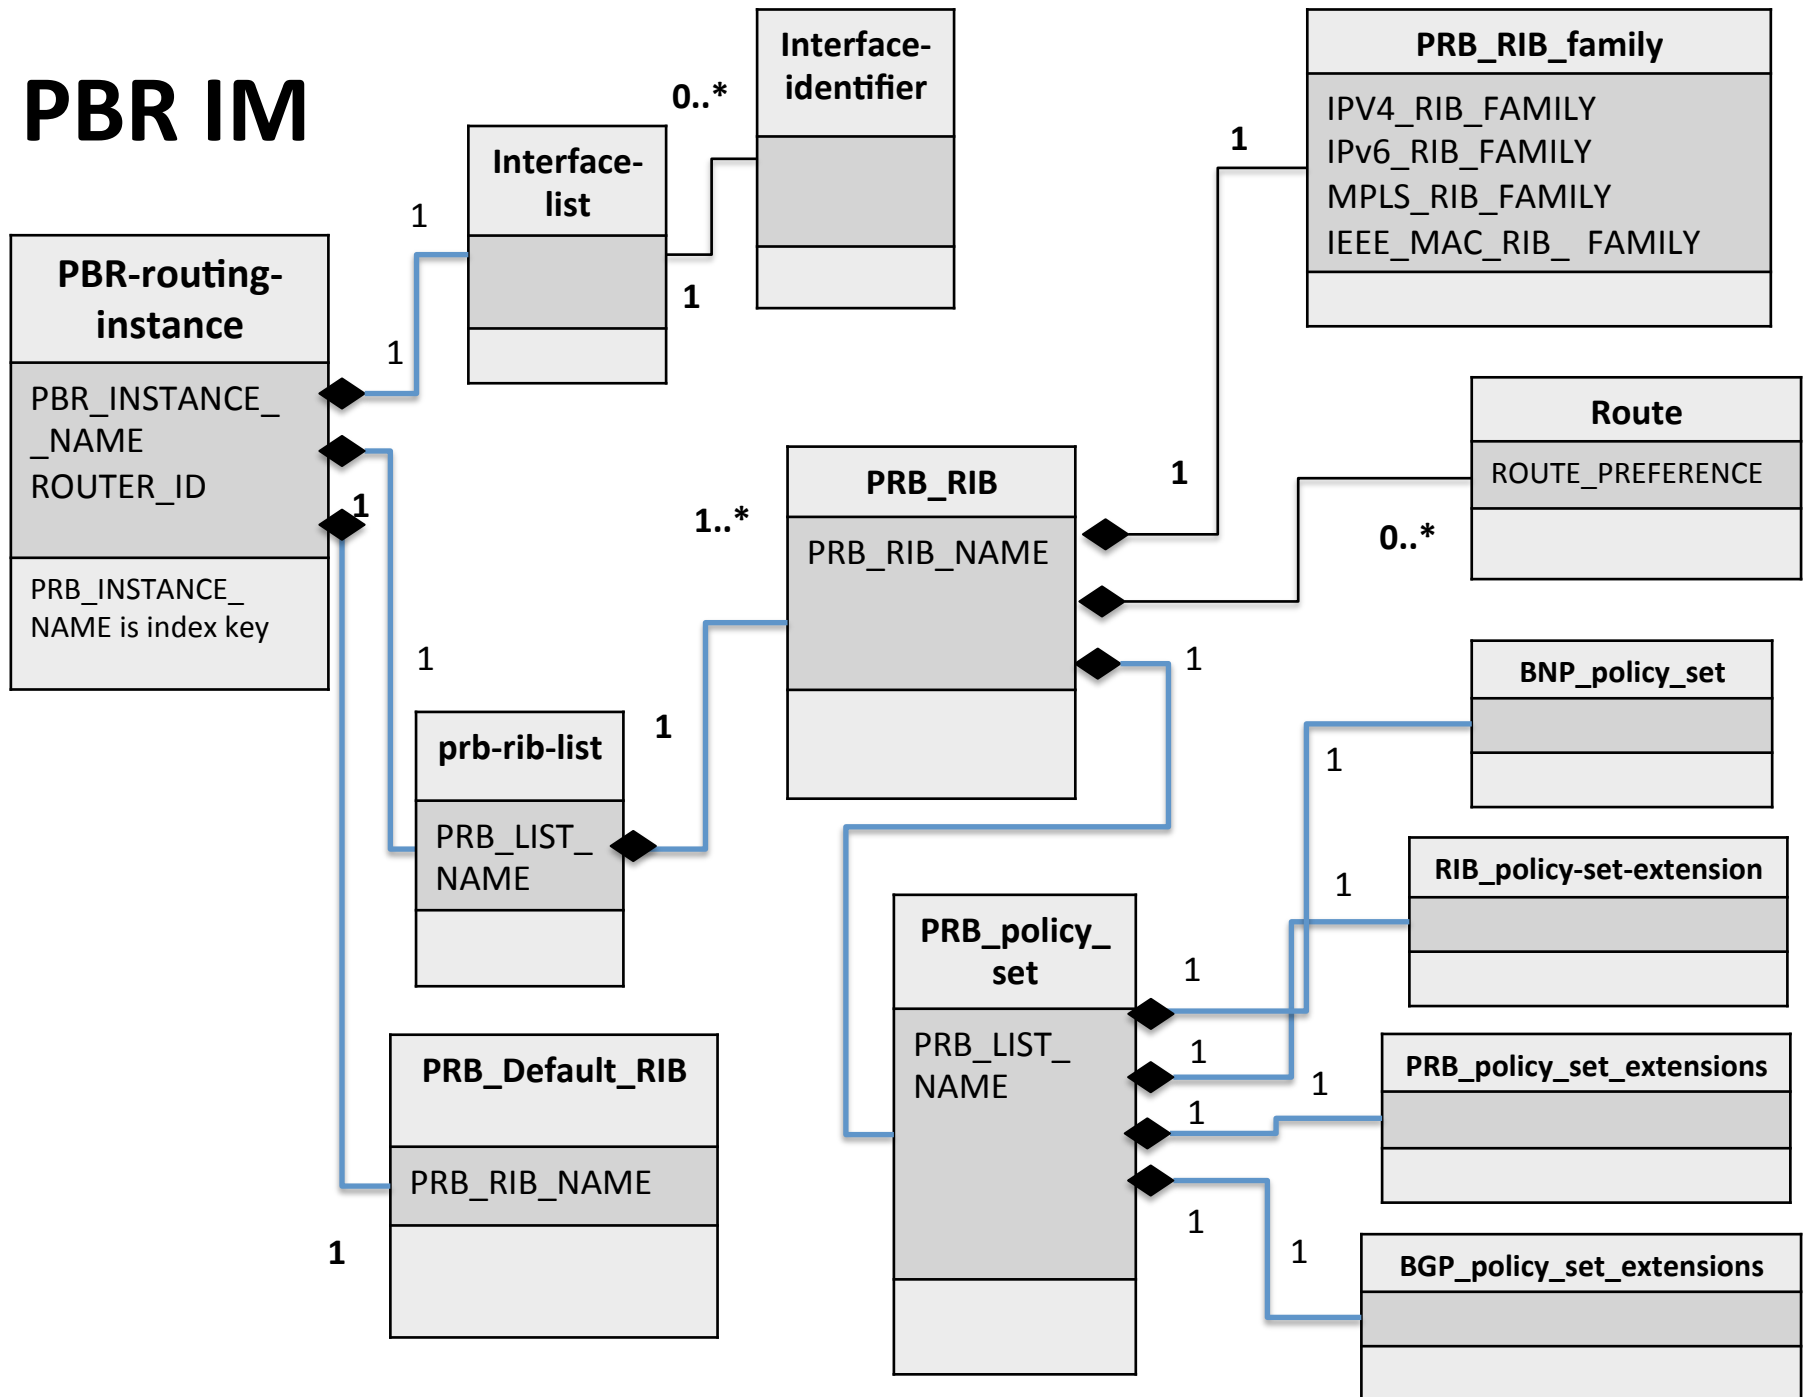 PBR IM
PBR-routing-
instance
PBR_INSTANCE_
_NAME
ROUTER_ID
PRB_INSTANCE_
NAME is index key
1
1
1
1
1
Interface-
list
1
0..*
Interface-
identifier
prb-rib-list
PRB_LIST_
NAME
1
1..*
PRB_Default_RIB
PRB_RIB_NAME
PRB_RIB
PRB_RIB_NAME
1
1
0..*
1
PRB_RIB_family
IPV4_RIB_FAMILY
IPv6_RIB_FAMILY
MPLS_RIB_FAMILY
IEEE_MAC_RIB_ FAMILY
Route
ROUTE_PREFERENCE
PRB_policy_
set
PRB_LIST_
NAME
1
1
1
1
1
1
1
1
BNP_policy_set
RIB_policy-set-extension
PRB_policy_set_extensions
BGP_policy_set_extensions